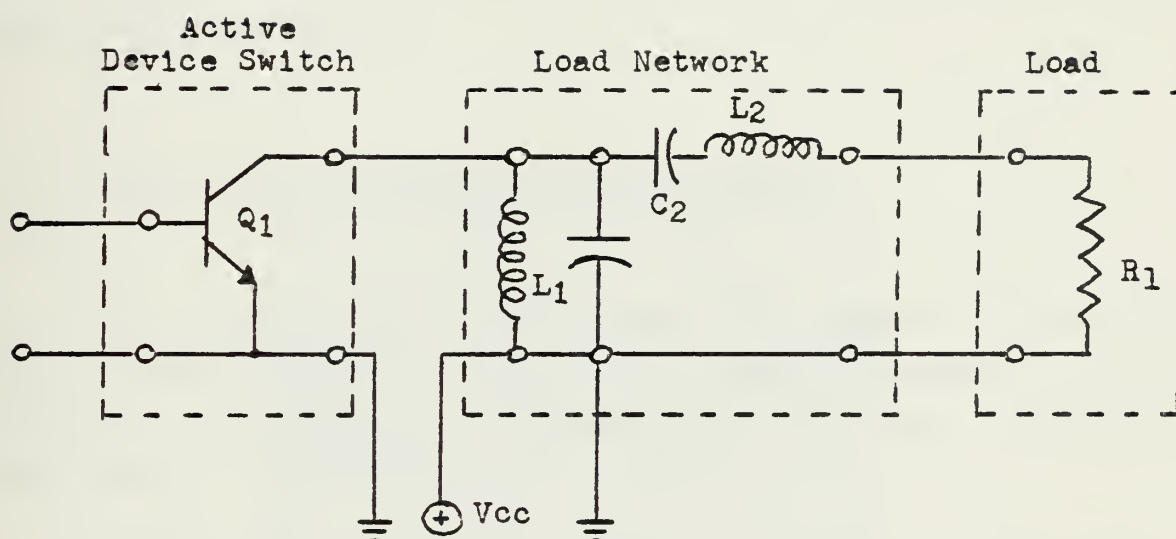 Active
Device Switch
Load Network
Load
L2
C2
Q1
L1
R1
+ Vcc